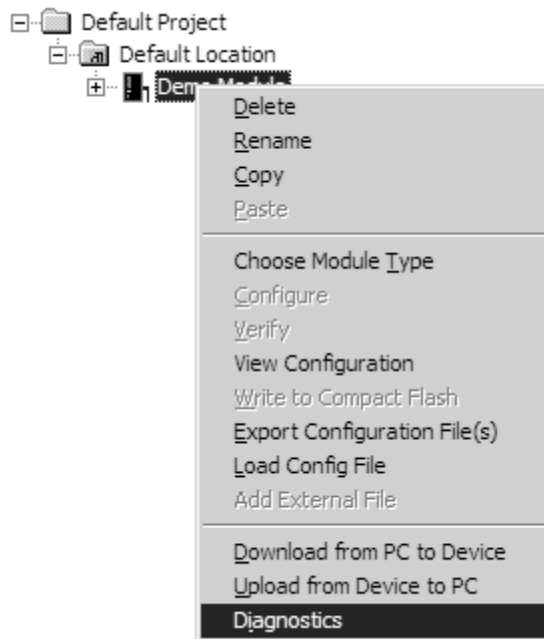 Default Project
Default Location
Delete
Rename
Copy
Paste
Choose Module Type
Configure
Verify
View Configuration
Write to Compact Flash
Export Configuration File(s)
Load Config File
Add External File
Download from PC to Device
Upload from Device to PC
Diagnostics